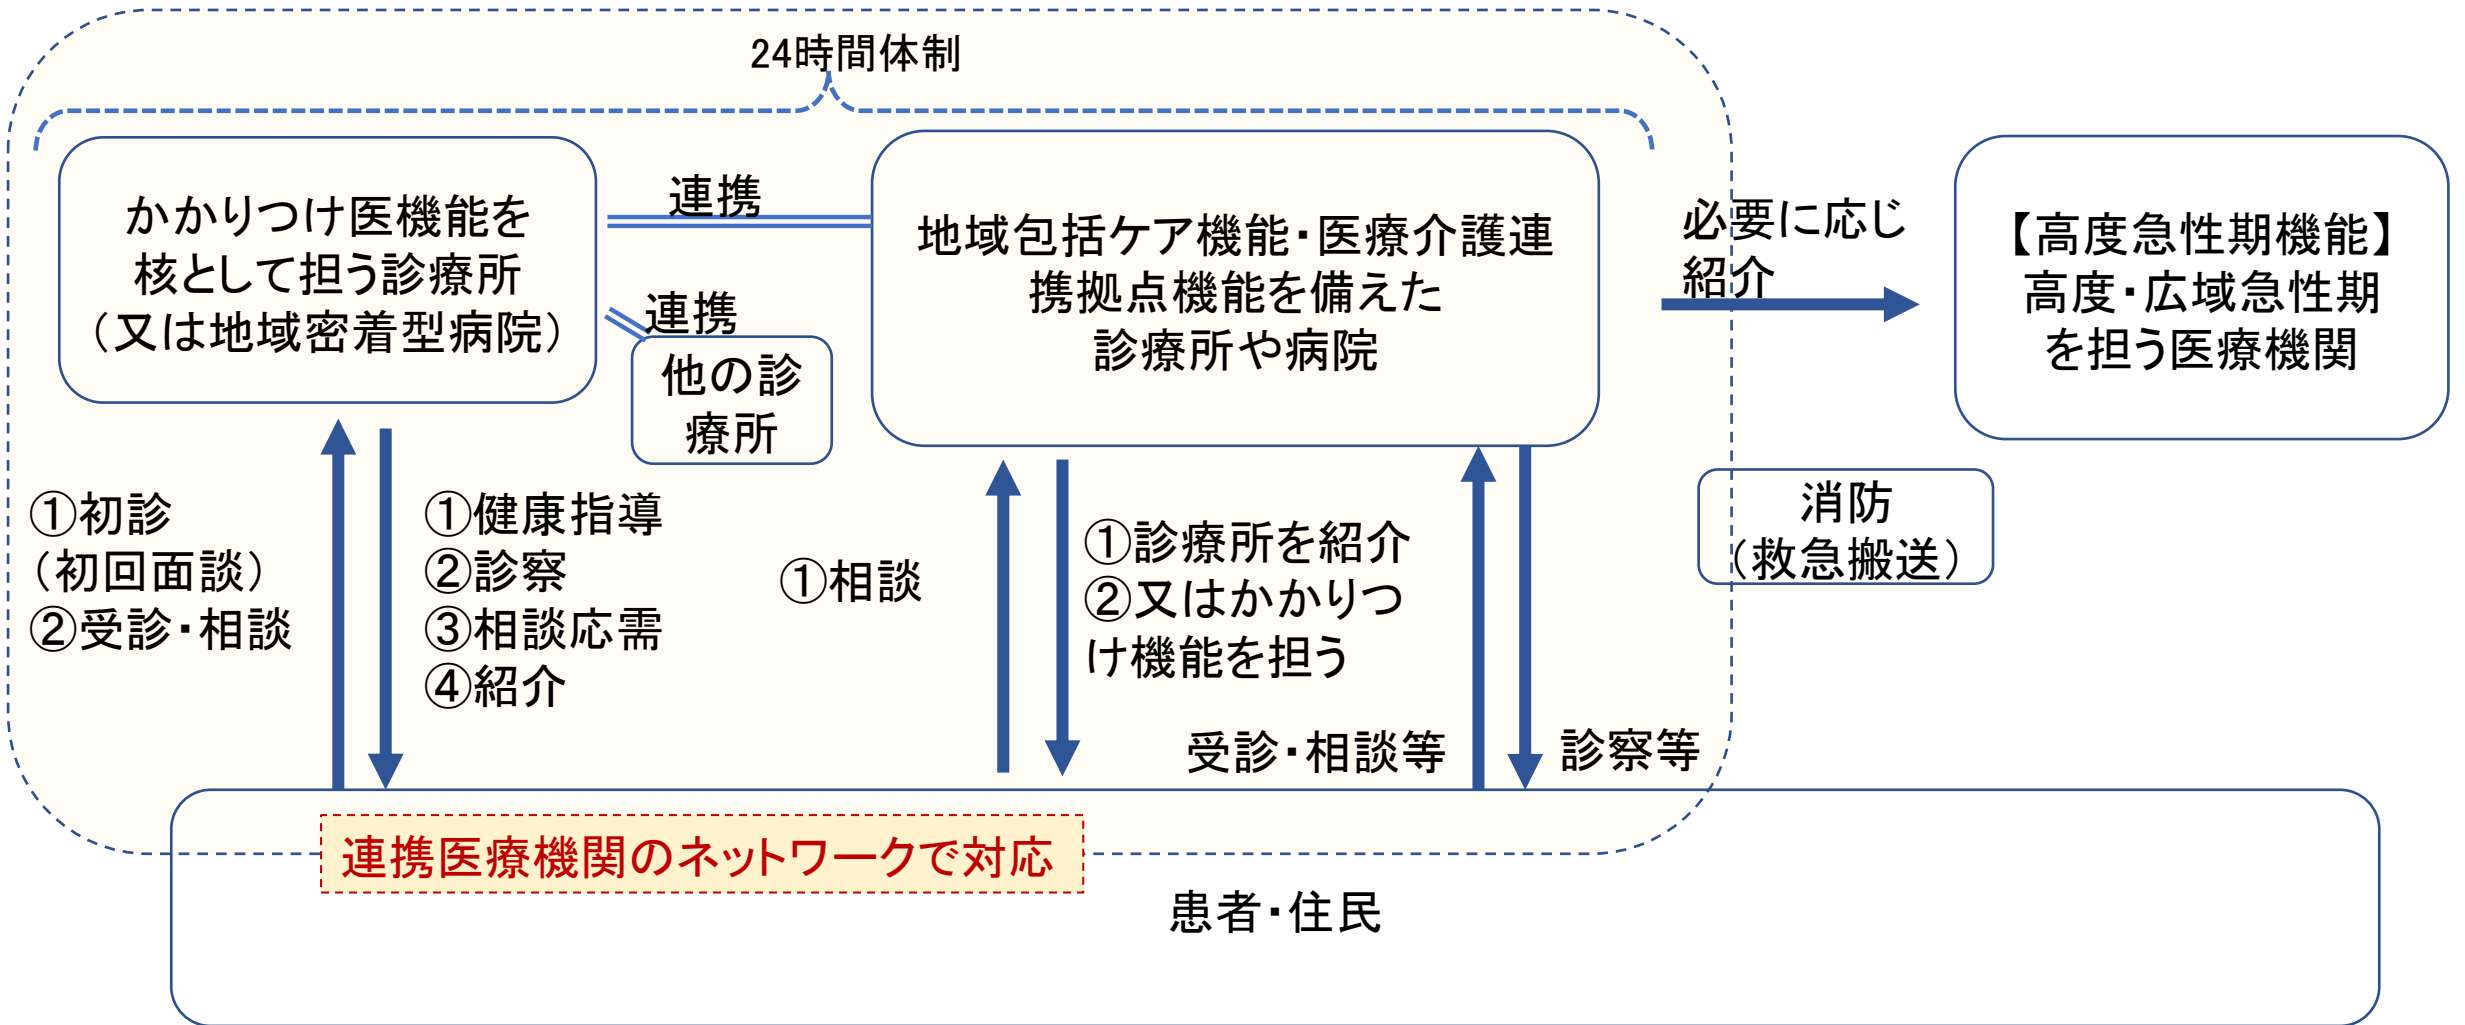 24時間体制
かかりつけ医機能を
核として担う診療所
（又は地域密着型病院）
連携
連携
他の診
療所
地域包括ケア機能・医療介護連
携拠点機能を備えた
診療所や病院
必要に応じ
紹介
【高度急性期機能】
高度・広域急性期
を担う医療機関
消防
（救急搬送）
①初診
（初回面談）
②受診・相談
①健康指導
②診察
③相談応需
④紹介
①相談
①診療所を紹介
②又はかかりつ
け機能を担う
受診・相談等
診察等
連携医療機関のネットワークで対応
患者・住民